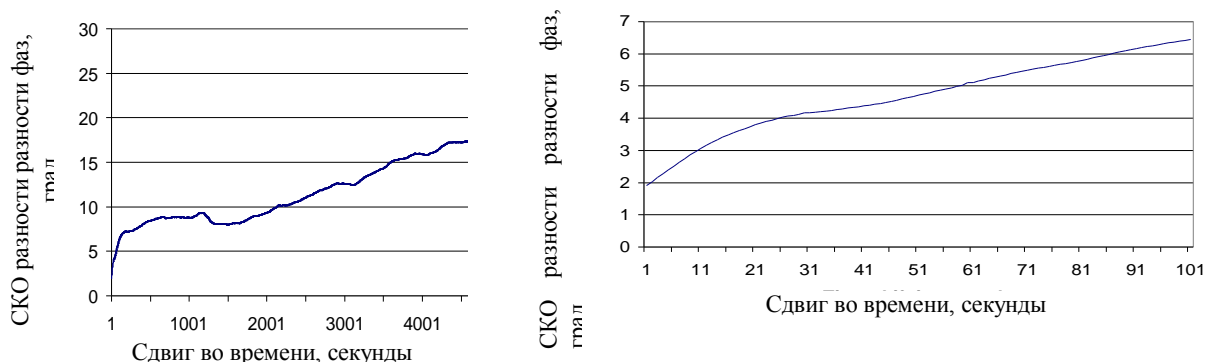 СКО разности разности фаз,
град
30
25
20
15
10
5
0
1 1001 2001 3001 4001
Сдвиг во времени, секунды
СКО разности разности фаз,
град
7
6
5
4
3
2
1
0
1 11 21 31 41 51 61 71 81 91 101
Сдвиг во времени, секунды